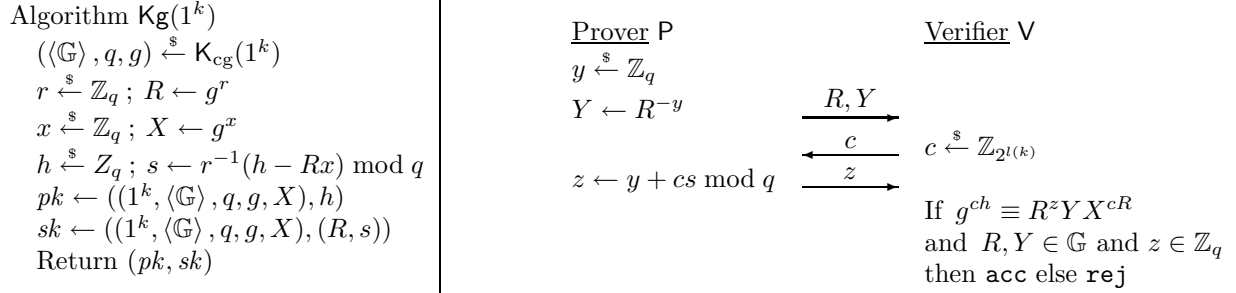 Algorithm Kg(1^k)
(⟨𝔾⟩, q, g) ←$ K_cg(1^k)
r ←$ ℤ_q ; R ← g^r
x ←$ ℤ_q ; X ← g^x
h ←$ Z_q ; s ← r^{-1}(h − Rx) mod q
pk ← ((1^k, ⟨𝔾⟩, q, g, X), h)
sk ← ((1^k, ⟨𝔾⟩, q, g, X), (R, s))
Return (pk, sk)
Prover P
Verifier V
y ←$ ℤ_q
Y ← R^{-y}
R, Y
c
c ←$ ℤ_{2^{l(k)}}
z ← y + cs mod q
z
If g^{ch} ≡ R^z Y X^{cR}
and R, Y ∈ 𝔾 and z ∈ ℤ_q
then acc else rej